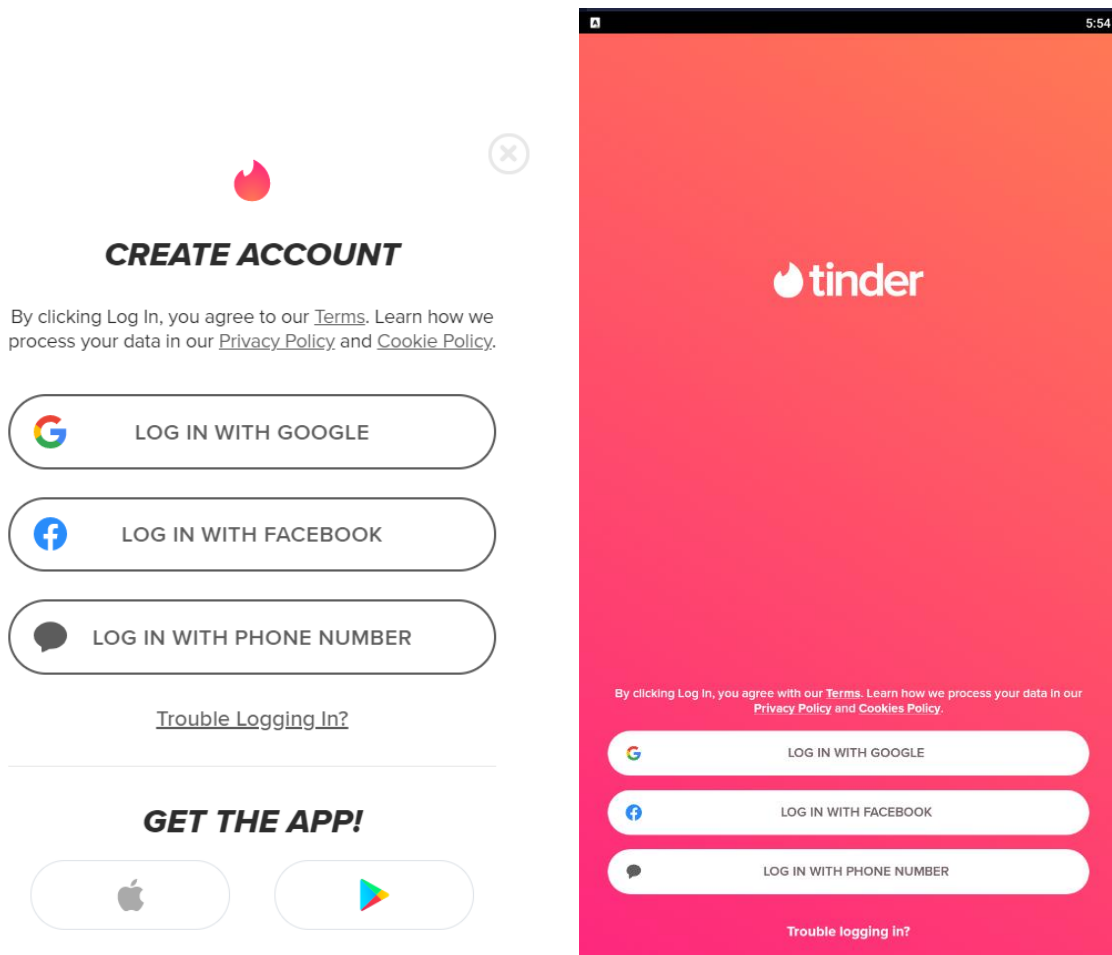 CREATE ACCOUNT
By clicking Log In, you agree to our Terms. Learn how we
process your data in our Privacy Policy and Cookie Policy.
LOG IN WITH GOOGLE
LOG IN WITH FACEBOOK
LOG IN WITH PHONE NUMBER
Trouble Logging In?
GET THE APP!
5:54
tinder
By clicking Log In, you agree with our Terms. Learn how we process your data in our
Privacy Policy and Cookies Policy.
LOG IN WITH GOOGLE
LOG IN WITH FACEBOOK
LOG IN WITH PHONE NUMBER
Trouble logging in?